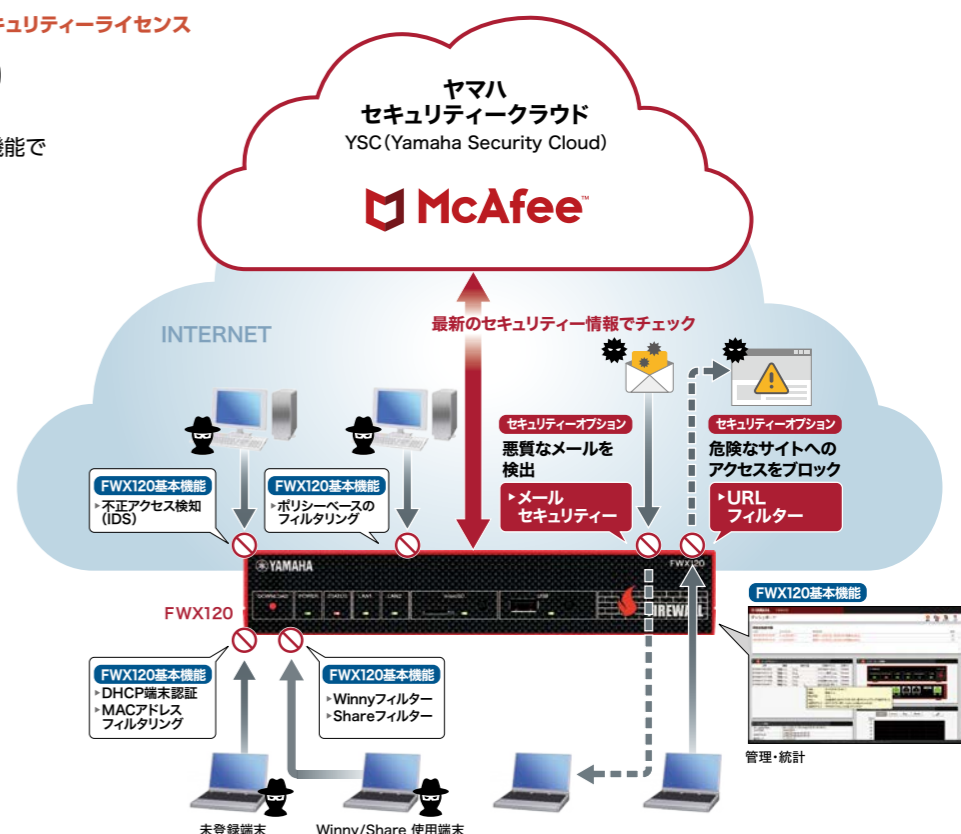 キュリティーライセンス
)
能で
ヤマハ
セキュリティークラウド
YSC(Yamaha Security Cloud)
McAfee™
INTERNET
最新のセキュリティー情報でチェック
セキュリティーオプション
悪質なメールを
検出
▸メール
セキュリティー
セキュリティーオプション
危険なサイトへの
アクセスをブロック
▸URL
フィルター
FWX120基本機能
▸不正アクセス検知
(IDS)
FWX120基本機能
▸ポリシーベースの
フィルタリング
YAMAHA
FWX120
DOWNLOAD POWER STATUS LAN1 LAN2
USB
FIREWALL
FWX120
FWX120基本機能
▸DHCP端末認証
▸MACアドレス
フィルタリング
FWX120基本機能
▸Winnyフィルター
▸Shareフィルター
FWX120基本機能
管理・統計
未登録端末
Winny/Share 使用端末